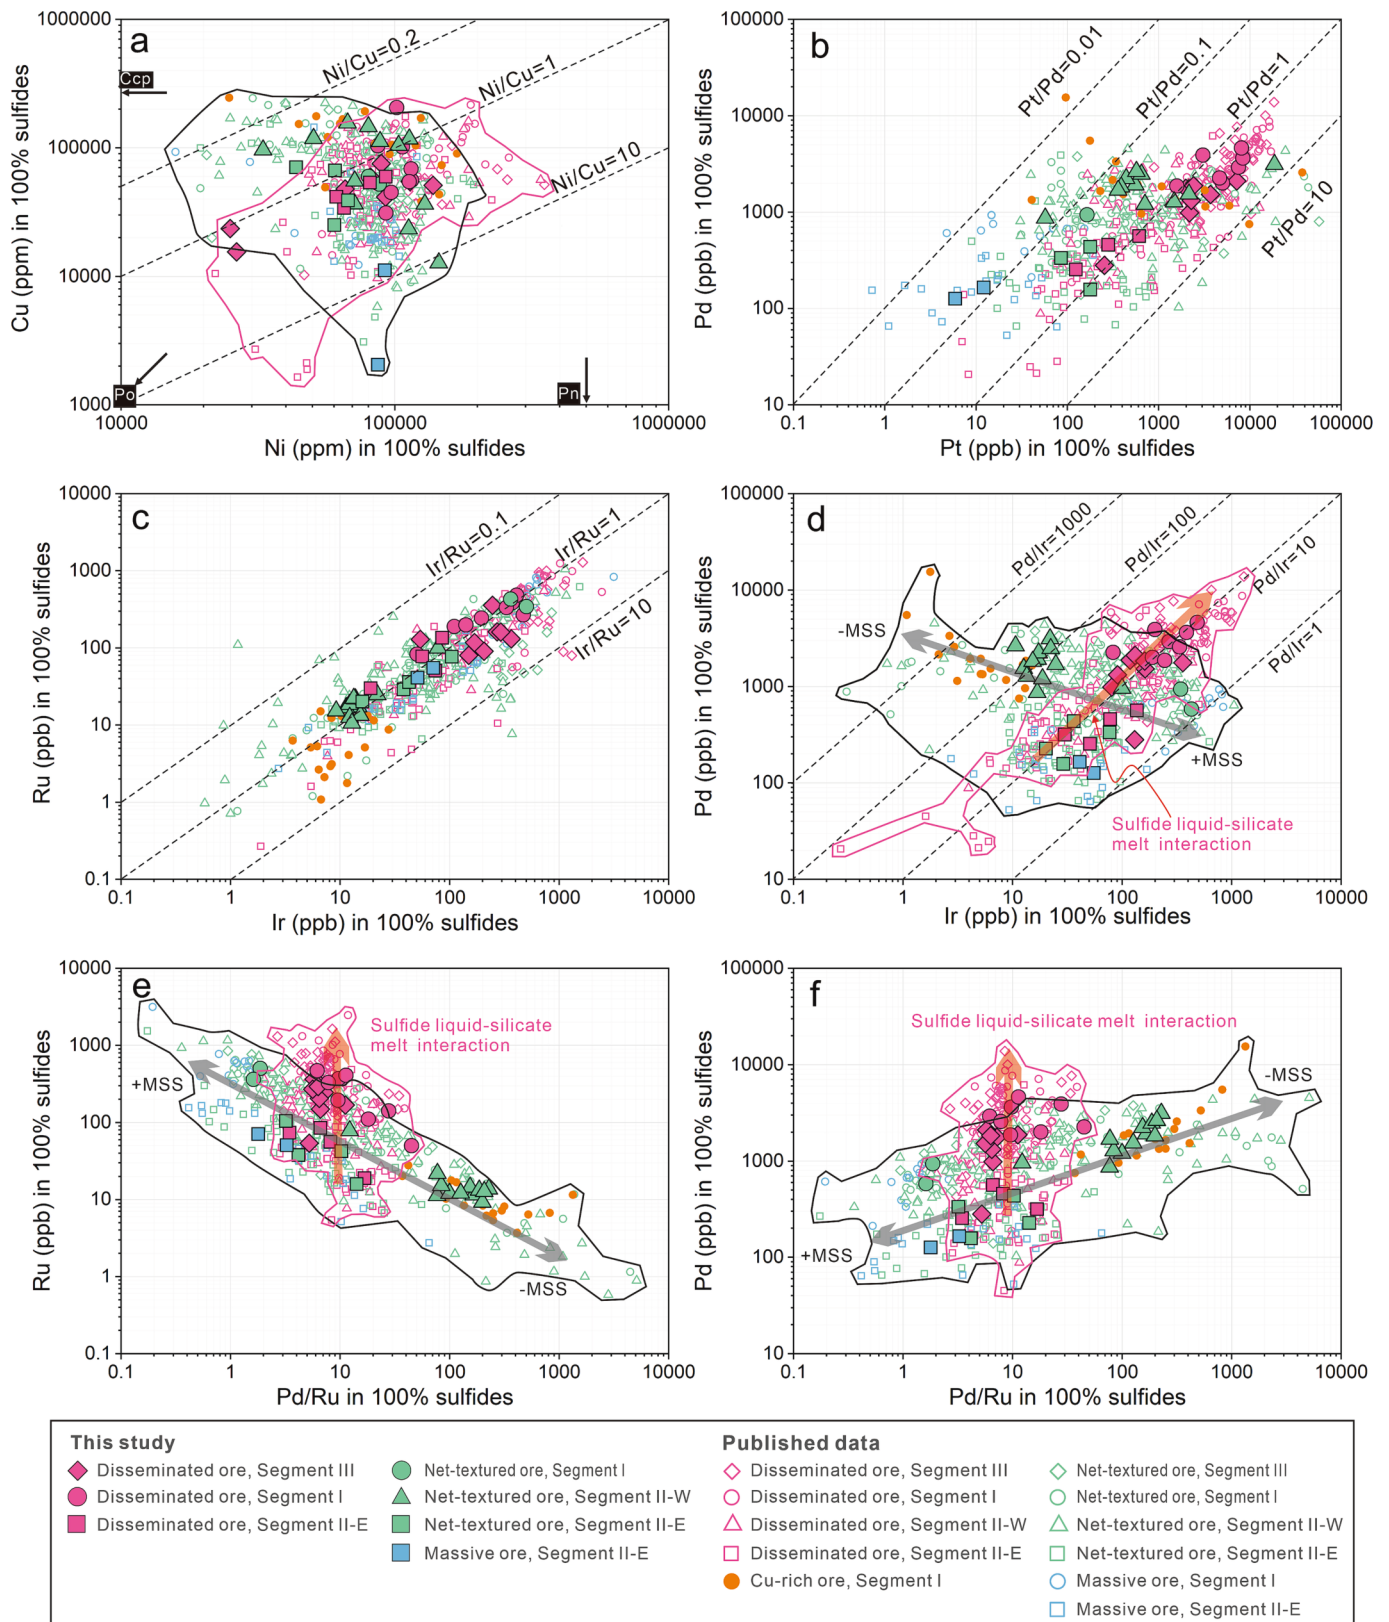 a
1000000
100000
10000
1000
10000
100000
1000000
Cu (ppm) in 100% sulfides
Ni (ppm) in 100% sulfides
Ni/Cu=0.2
Ni/Cu=1
Ni/Cu=10
Ccp
Po
Pn
b
100000
10000
1000
100
10
0.1
1
10
100
1000
10000
100000
Pd (ppb) in 100% sulfides
Pt (ppb) in 100% sulfides
Pt/Pd=0.01
Pt/Pd=0.1
Pt/Pd=1
Pt/Pd=10
c
10000
1000
100
10
1
0.1
0.1
1
10
100
1000
10000
Ru (ppb) in 100% sulfides
Ir (ppb) in 100% sulfides
Ir/Ru=0.1
Ir/Ru=1
Ir/Ru=10
d
100000
10000
1000
100
10
0.1
1
10
100
1000
10000
Pd (ppb) in 100% sulfides
Ir (ppb) in 100% sulfides
Pd/Ir=1000
Pd/Ir=100
Pd/Ir=10
Pd/Ir=1
-MSS
+MSS
Sulfide liquid-silicate
melt interaction
e
10000
1000
100
10
1
0.1
0.1
1
10
100
1000
10000
Ru (ppb) in 100% sulfides
Pd/Ru in 100% sulfides
Sulfide liquid-silicate
melt interaction
+MSS
-MSS
f
100000
10000
1000
100
10
0.1
1
10
100
1000
10000
Pd (ppb) in 100% sulfides
Pd/Ru in 100% sulfides
Sulfide liquid-silicate melt interaction
-MSS
+MSS
This study
Disseminated ore, Segment III
Disseminated ore, Segment I
Disseminated ore, Segment II-E
Net-textured ore, Segment I
Net-textured ore, Segment II-W
Net-textured ore, Segment II-E
Massive ore, Segment II-E
Published data
Disseminated ore, Segment III
Disseminated ore, Segment I
Disseminated ore, Segment II-W
Disseminated ore, Segment II-E
Cu-rich ore, Segment I
Net-textured ore, Segment III
Net-textured ore, Segment I
Net-textured ore, Segment II-W
Net-textured ore, Segment II-E
Massive ore, Segment I
Massive ore, Segment II-E